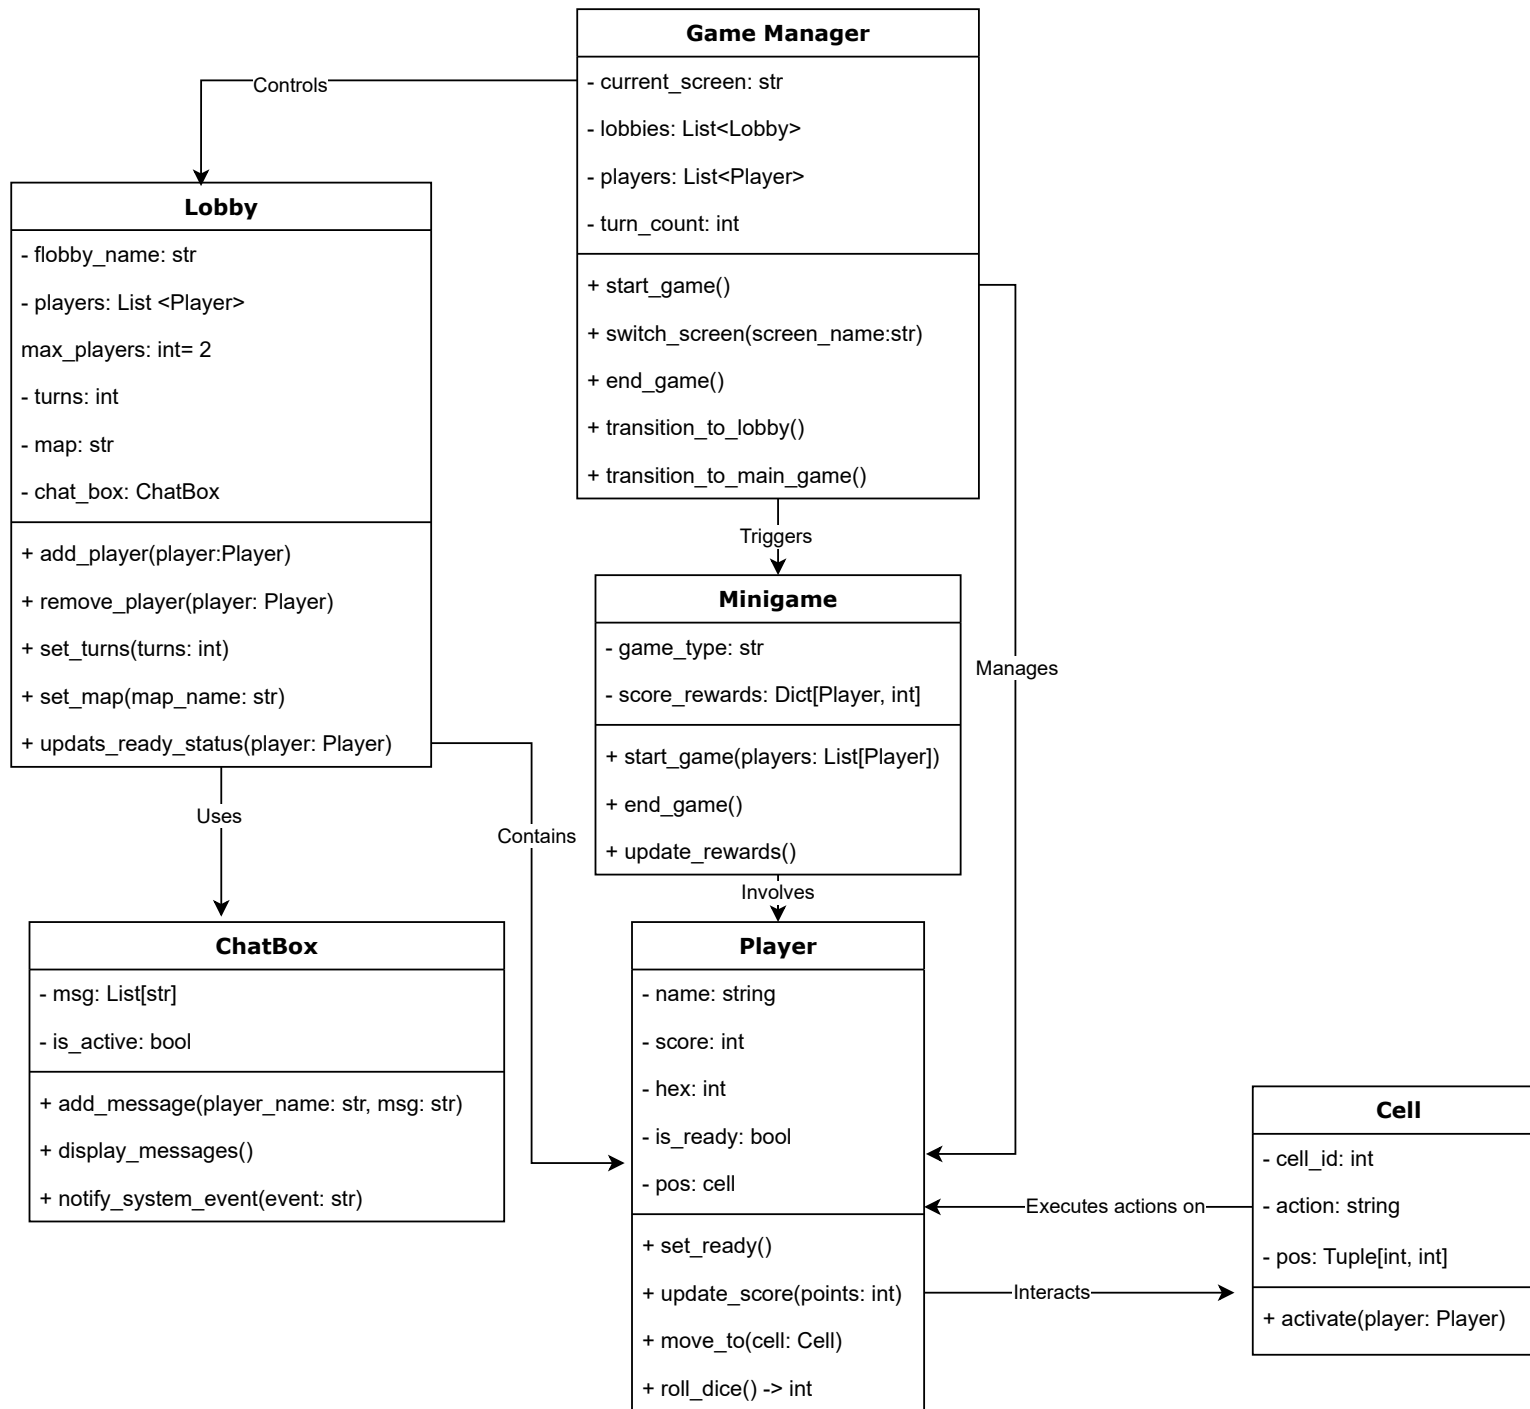 Game Manager
- current_screen: str
- lobbies: List<Lobby>
- players: List<Player>
- turn_count: int
+ start_game()
+ switch_screen(screen_name:str)
+ end_game()
+ transition_to_lobby()
+ transition_to_main_game()
Controls
Lobby
- flobby_name: str
- players: List <Player>
max_players: int= 2
- turns: int
- map: str
- chat_box: ChatBox
+ add_player(player:Player)
+ remove_player(player: Player)
+ set_turns(turns: int)
+ set_map(map_name: str)
+ updats_ready_status(player: Player)
Triggers
Minigame
- game_type: str
- score_rewards: Dict[Player, int]
+ start_game(players: List[Player])
+ end_game()
+ update_rewards()
Manages
Uses
Contains
Involves
ChatBox
- msg: List[str]
- is_active: bool
+ add_message(player_name: str, msg: str)
+ display_messages()
+ notify_system_event(event: str)
Player
- name: string
- score: int
- hex: int
- is_ready: bool
- pos: cell
+ set_ready()
+ update_score(points: int)
+ move_to(cell: Cell)
+ roll_dice() -> int
Executes actions on
Interacts
Cell
- cell_id: int
- action: string
- pos: Tuple[int, int]
+ activate(player: Player)